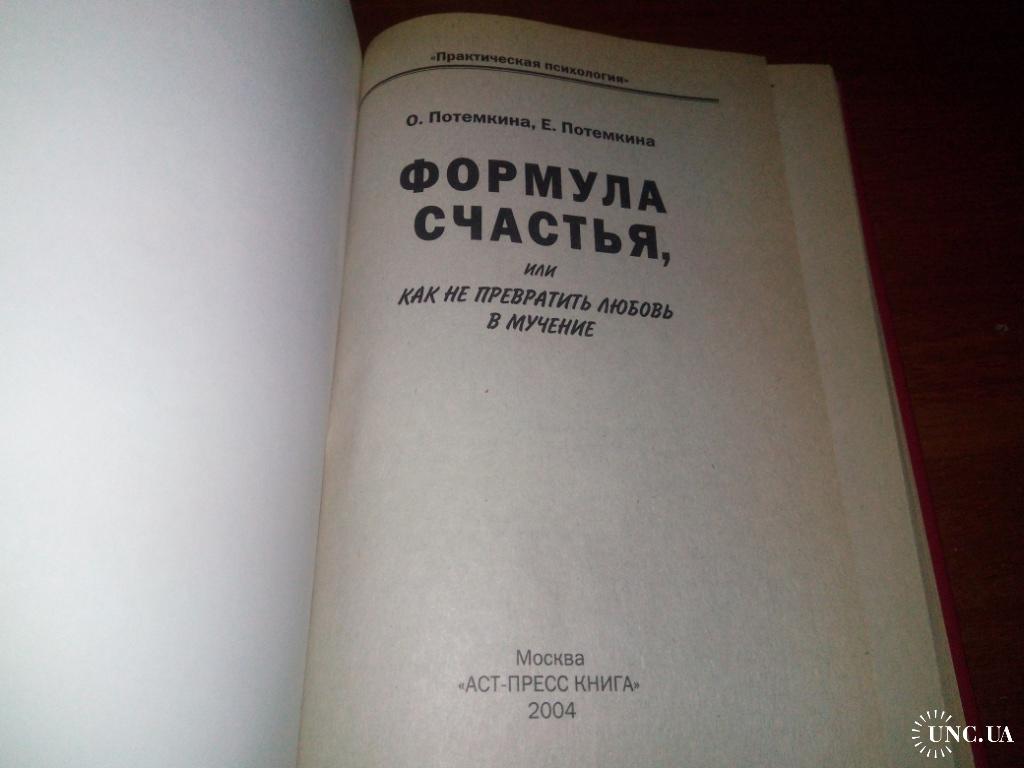 «Практическая психология»
О. Потемкина, Е. Потемкина
ФОРМУЛА
СЧАСТЬЯ,
или
КАК НЕ ПРЕВРАТИТЬ ЛЮБОВЬ
В МУЧЕНИЕ
Москва
«АСТ-ПРЕСС КНИГА»
2004
UNC.UA